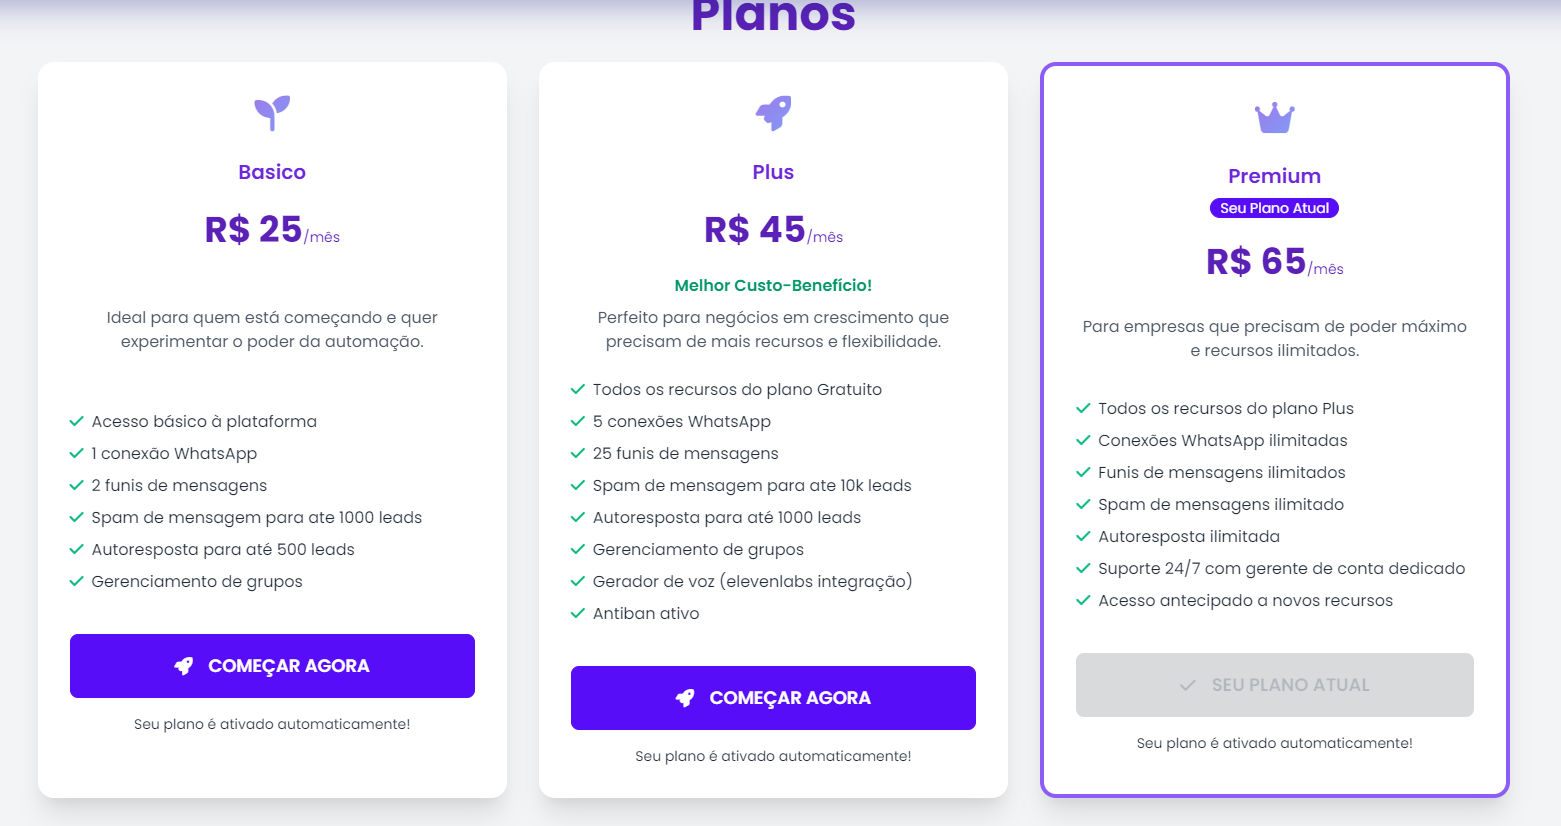 Planos
Basico
R$ 25/mês
Ideal para quem está começando e quer
experimentar o poder da automação.
Acesso básico à plataforma
1 conexão WhatsApp
2 funis de mensagens
Spam de mensagem para ate 1000 leads
Autoresposta para até 500 leads
Gerenciamento de grupos
COMEÇAR AGORA
Seu plano é ativado automaticamente!
Plus
R$ 45/mês
Melhor Custo-Benefício!
Perfeito para negócios em crescimento que
precisam de mais recursos e flexibilidade.
Todos os recursos do plano Gratuito
5 conexões WhatsApp
25 funis de mensagens
Spam de mensagem para ate 10k leads
Autoresposta para até 1000 leads
Gerenciamento de grupos
Gerador de voz (elevenlabs integração)
Antiban ativo
COMEÇAR AGORA
Seu plano é ativado automaticamente!
Premium
Seu Plano Atual
R$ 65/mês
Para empresas que precisam de poder máximo
e recursos ilimitados.
Todos os recursos do plano Plus
Conexões WhatsApp ilimitadas
Funis de mensagens ilimitados
Spam de mensagens ilimitado
Autoresposta ilimitada
Suporte 24/7 com gerente de conta dedicado
Acesso antecipado a novos recursos
SEU PLANO ATUAL
Seu plano é ativado automaticamente!